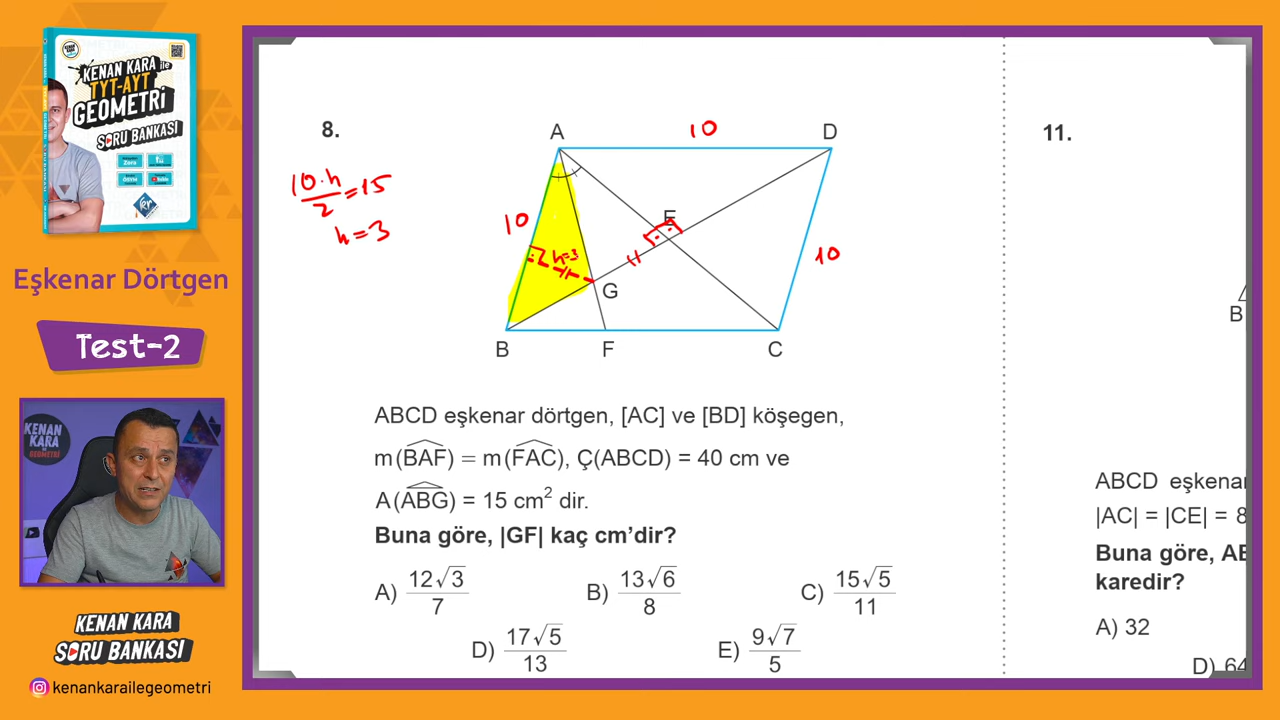 KENAN KARA ile
TYT-AYT
GEOMETRİ
SORU BANKASI
Eşkenar Dörtgen
Test-2
KENAN KARA
ile
GEOMETRİ
KENAN KARA
SORU BANKASI
kenankarailegeometri
8.
10·h/2 = 15
h = 3
A
D
10
10
10
h=3
E
G
B
F
C
ABCD eşkenar dörtgen, [AC] ve [BD] köşegen,
m(BAF) = m(FAC), Ç(ABCD) = 40 cm ve
A(ABG) = 15 cm² dir.
Buna göre, |GF| kaç cm'dir?
A) 12√3/7 B) 13√6/8 C) 15√5/11
D) 17√5/13 E) 9√7/5
11.
B
ABCD eşkenar
|AC| = |CE| = 8
Buna göre, AB
karedir?
A) 32
D) 64